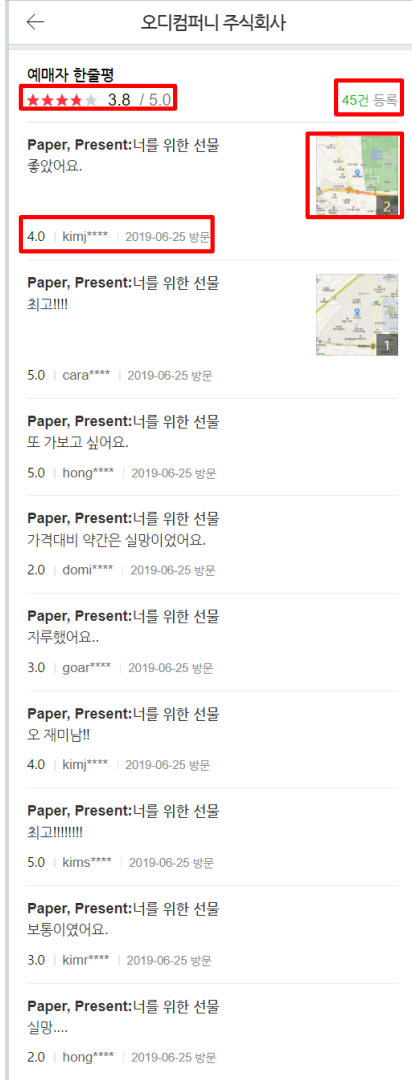 오디컴퍼니 주식회사
예매자 한줄평
3.8 / 5.0
45건 등록
Paper, Present:너를 위한 선물
좋았어요.
2
4.0 kimj**** 2019-06-25 방문
Paper, Present:너를 위한 선물
최고!!!!
1
5.0 cara**** 2019-06-25 방문
Paper, Present:너를 위한 선물
또 가보고 싶어요.
5.0 hong**** 2019-06-25 방문
Paper, Present:너를 위한 선물
가격대비 약간은 실망이었어요.
2.0 domi**** 2019-06-25 방문
Paper, Present:너를 위한 선물
지루했어요..
3.0 goar**** 2019-06-25 방문
Paper, Present:너를 위한 선물
오 재미남!!
4.0 kimj**** 2019-06-25 방문
Paper, Present:너를 위한 선물
최고!!!!!!!!
5.0 kims**** 2019-06-25 방문
Paper, Present:너를 위한 선물
보통이였어요.
3.0 kimr**** 2019-06-25 방문
Paper, Present:너를 위한 선물
실망....
2.0 hong**** 2019-06-25 방문